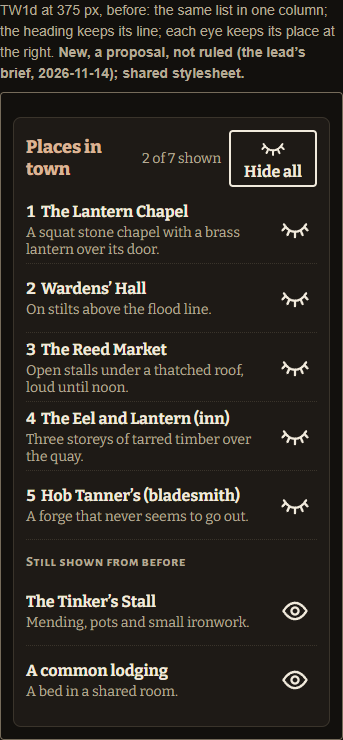 TW1d at 375 px, before: the same list in one column;
the heading keeps its line; each eye keeps its place at
the right. New, a proposal, not ruled (the lead’s
brief, 2026-11-14); shared stylesheet.
Places in
town
2 of 7 shown
Hide all
1 The Lantern Chapel
A squat stone chapel with a brass
lantern over its door.
2 Wardens’ Hall
On stilts above the flood line.
3 The Reed Market
Open stalls under a thatched roof,
loud until noon.
4 The Eel and Lantern (inn)
Three storeys of tarred timber over
the quay.
5 Hob Tanner’s (bladesmith)
A forge that never seems to go out.
STILL SHOWN FROM BEFORE
The Tinker’s Stall
Mending, pots and small ironwork.
A common lodging
A bed in a shared room.